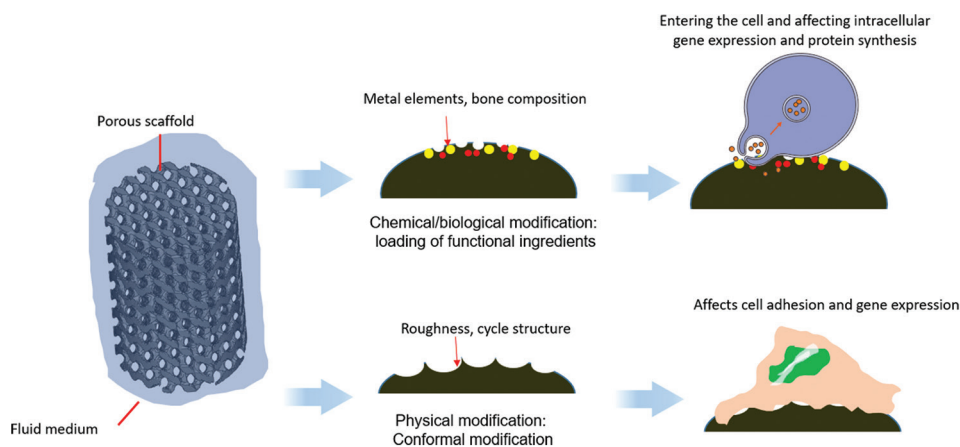 Entering the cell and affecting intracellular
gene expression and protein synthesis
Metal elements, bone composition
Porous scaffold
Chemical/biological modification:
loading of functional ingredients
Affects cell adhesion and gene expression
Roughness, cycle structure
Fluid medium
Physical modification:
Conformal modification